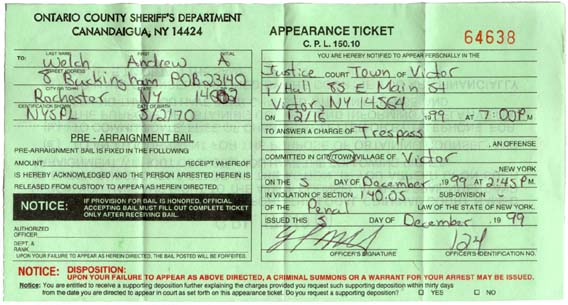 ONTARIO COUNTY SHERIFF'S DEPARTMENT
CANANDAIGUA, NY 14424
TO: LAST NAME FIRST NAME INITIAL
Welch Andrew A
STREET ADDRESS
8 Buckingham POB 23140
CITY OR TOWN STATE
Rochester NY
IDENTIFICATION SHOWN DATE OF BIRTH
NYSPL 3/2/70
PRE - ARRAIGNMENT BAIL
PRE-ARRAIGNMENT BAIL IS FIXED IN THE FOLLOWING
AMOUNT RECEIPT WHEREOF
IS HEREBY ACKNOWLEDGED AND THE PERSON ARRESTED HEREIN IS
RELEASED FROM CUSTODY TO APPEAR AS HEREIN DIRECTED.
NOTICE: IF PROVISION FOR BAIL IS HONORED, OFFICIAL
ACCEPTING BAIL MUST FILL OUT COMPLETE TICKET
ONLY AFTER RECEIVING BAIL.
AUTHORIZED
OFFICER
DEPT. &
RANK
UPON YOUR FAILURE TO APPEAR AS HEREIN DIRECTED, THE BAIL POSTED WILL BE FORFEITED.
APPEARANCE TICKET 64638
C. P. L. 150.10
YOU ARE HEREBY NOTIFIED TO APPEAR PERSONALLY IN THE
Justice COURT Town of Victor
T/Hall 85 E Main St
Victor, NY 14564
ON 12/16 1999 AT 7:00P M
TO ANSWER A CHARGE OF Trespass
, AN OFFENSE
COMMITTED IN CITY/TOWN/VILLAGE OF Victor
, NEW YORK
ON THE 5 DAY OF December, 1999 AT 2:45P M.
IN VIOLATION OF SECTION 140.05 SUB-DIVISION
OF THE Penal LAW OF THE STATE OF NEW YORK.
ISSUED THIS 5 DAY OF December, 1999
124
OFFICER'S SIGNATURE OFFICER'S IDENTIFICATION NO.
NOTICE: DISPOSITION:
UPON YOUR FAILURE TO APPEAR AS ABOVE DIRECTED, A CRIMINAL SUMMONS OR A WARRANT FOR YOUR ARREST MAY BE ISSUED.
Notice: You are entitled to receive a supporting deposition further explaining the charges provided you request such supporting deposition within thirty days
from the date you are directed to appear in court as set forth on this appearance ticket. Do you request a supporting deposition? YES NO